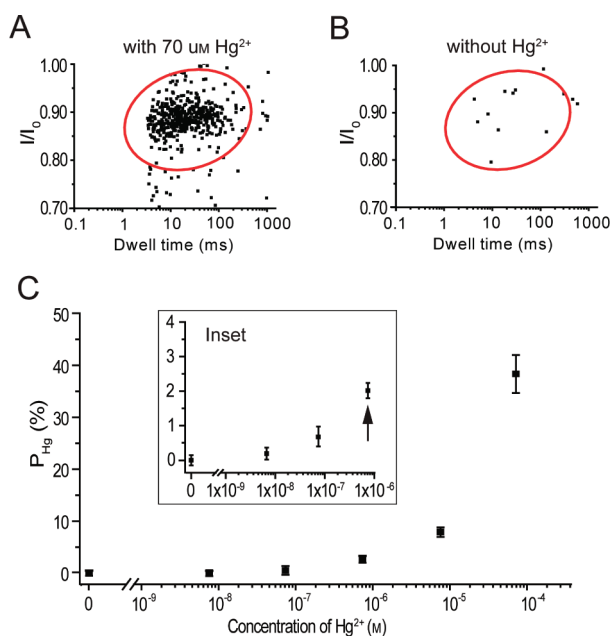 A
with 70 uM Hg²⁺
I/I₀
1.00
0.90
0.80
0.70
0.1
1
10
100
1000
Dwell time (ms)
B
without Hg²⁺
I/I₀
1.00
0.90
0.80
0.70
0.1
1
10
100
1000
Dwell time (ms)
C
P_Hg (%)
50
40
30
20
10
0
Inset
4
3
2
1
0
0
1x10⁻⁹
1x10⁻⁸
1x10⁻⁷
1x10⁻⁶
0
10⁻⁹
10⁻⁸
10⁻⁷
10⁻⁶
10⁻⁵
10⁻⁴
Concentration of Hg²⁺ (M)